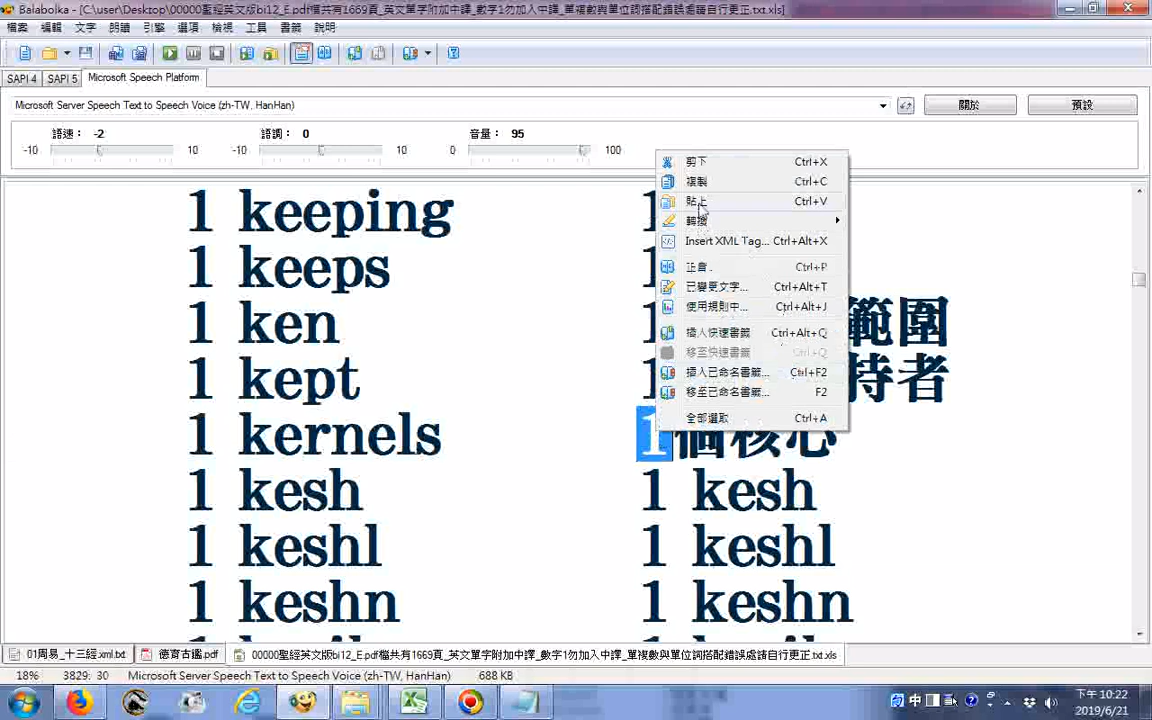 Balabolka - [C:\user\Desktop\00000聖經英文版bi12_E.pdf檔共有1669頁_英文單字附加中譯_數字1勿加入中譯_單複數與單位詞搭配錯誤處請自行更正.txt.xls]
檔案 編輯 文字 朗讀 引擎 選項 檢視 工具 書籤 說明
SAPI 4 SAPI 5 Microsoft Speech Platform
Microsoft Server Speech Text to Speech Voice (zh-TW, HanHan) 關於 預設
語速： -2 語調： 0 音量： 95
-10 10 -10 10 0 100
1 keeping 1
1 keeps 1
1 ken 1 範圍
1 kept 1 持者
1 kernels 1個核心
1 kesh 1 kesh
1 keshl 1 keshl
1 keshn 1 keshn
剪下 Ctrl+X
複製 Ctrl+C
貼上 Ctrl+V
轉換
Insert XML Tag... Ctrl+Alt+X
正音. Ctrl+P
已變更文字... Ctrl+Alt+T
使用規則中... Ctrl+Alt+J
插入快速書籤 Ctrl+Alt+Q
移至快速書籤 Ctrl+Q
插入已命名書籤... Ctrl+F2
移至已命名書籤... F2
全部選取 Ctrl+A
01周易_十三經.xml.txt 德育古鑑.pdf 00000聖經英文版bi12_E.pdf檔共有1669頁_英文單字附加中譯_數字1勿加入中譯_單複數與單位詞搭配錯誤處請自行更正.txt.xls
18% 3829: 30 Microsoft Server Speech Text to Speech Voice (zh-TW, HanHan) 688 KB
中 下午 10:22
2019/6/21